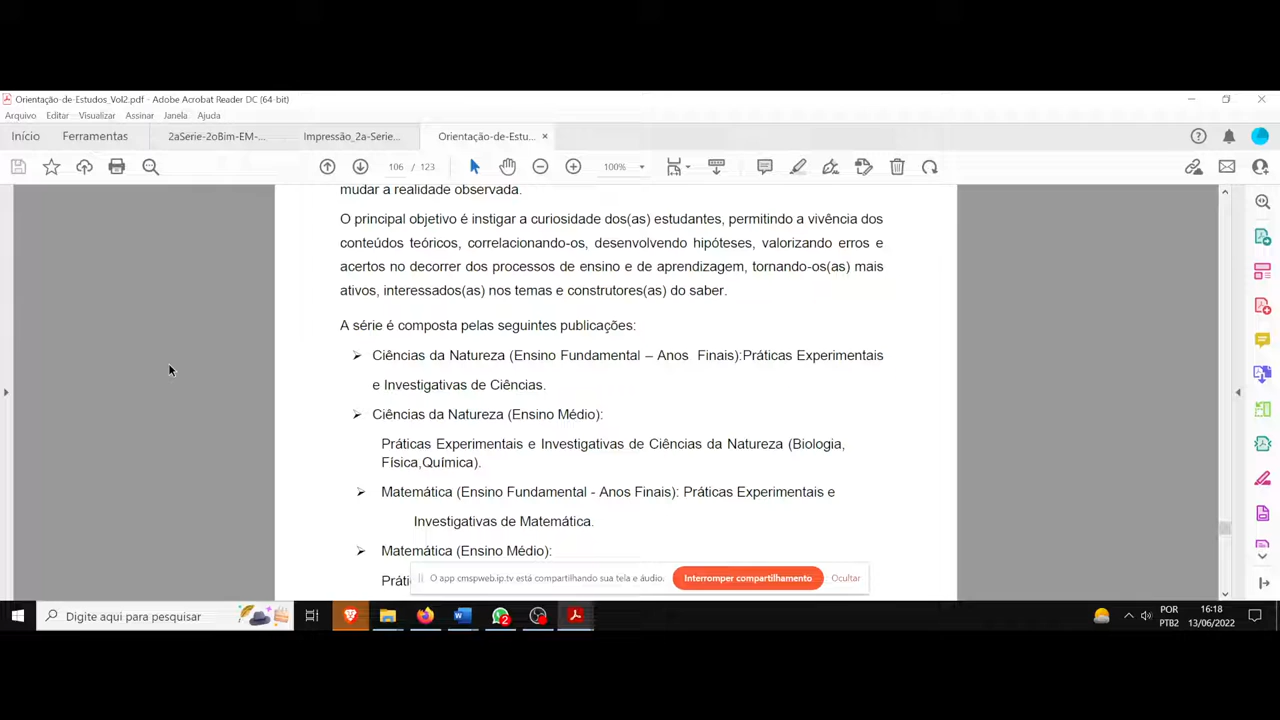 Orientação-de-Estudos_Vol2.pdf - Adobe Acrobat Reader DC (64-bit)
Arquivo Editar Visualizar Assinar Janela Ajuda
Início Ferramentas 2aSerie-2oBim-EM-... Impressão_2a-Serie... Orientação-de-Estu... ×
106 / 123 100%
mudar a realidade observada.
O principal objetivo é instigar a curiosidade dos(as) estudantes, permitindo a vivência dos
conteúdos teóricos, correlacionando-os, desenvolvendo hipóteses, valorizando erros e
acertos no decorrer dos processos de ensino e de aprendizagem, tornando-os(as) mais
ativos, interessados(as) nos temas e construtores(as) do saber.
A série é composta pelas seguintes publicações:
➢ Ciências da Natureza (Ensino Fundamental – Anos Finais):Práticas Experimentais
e Investigativas de Ciências.
➢ Ciências da Natureza (Ensino Médio):
Práticas Experimentais e Investigativas de Ciências da Natureza (Biologia,
Física,Química).
➢ Matemática (Ensino Fundamental - Anos Finais): Práticas Experimentais e
Investigativas de Matemática.
➢ Matemática (Ensino Médio):
Práti
O app cmspweb.ip.tv está compartilhando sua tela e áudio. Interromper compartilhamento Ocultar
Digite aqui para pesquisar
2
POR 16:18
PTB2 13/06/2022